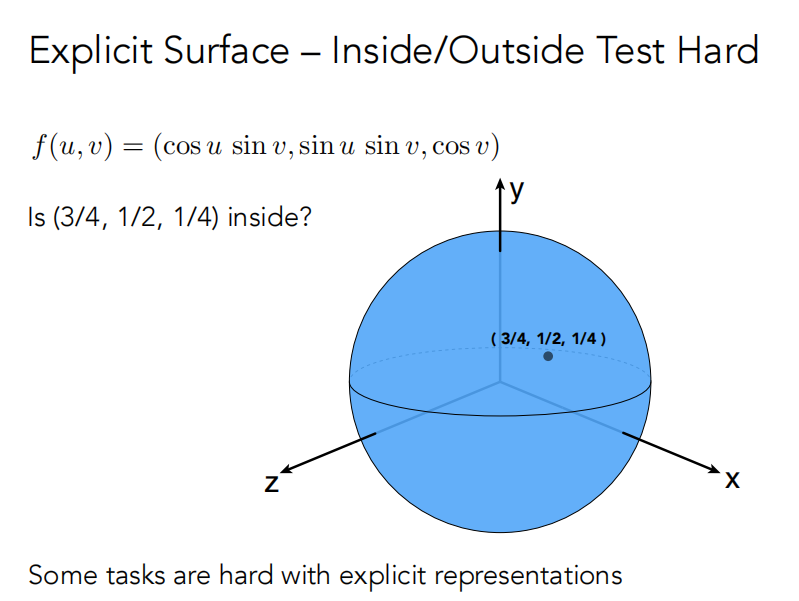 Explicit Surface – Inside/Outside Test Hard
f(u, v) = (cos u sin v, sin u sin v, cos v)
Is (3/4, 1/2, 1/4) inside?
y
( 3/4, 1/2, 1/4 )
z
x
Some tasks are hard with explicit representations